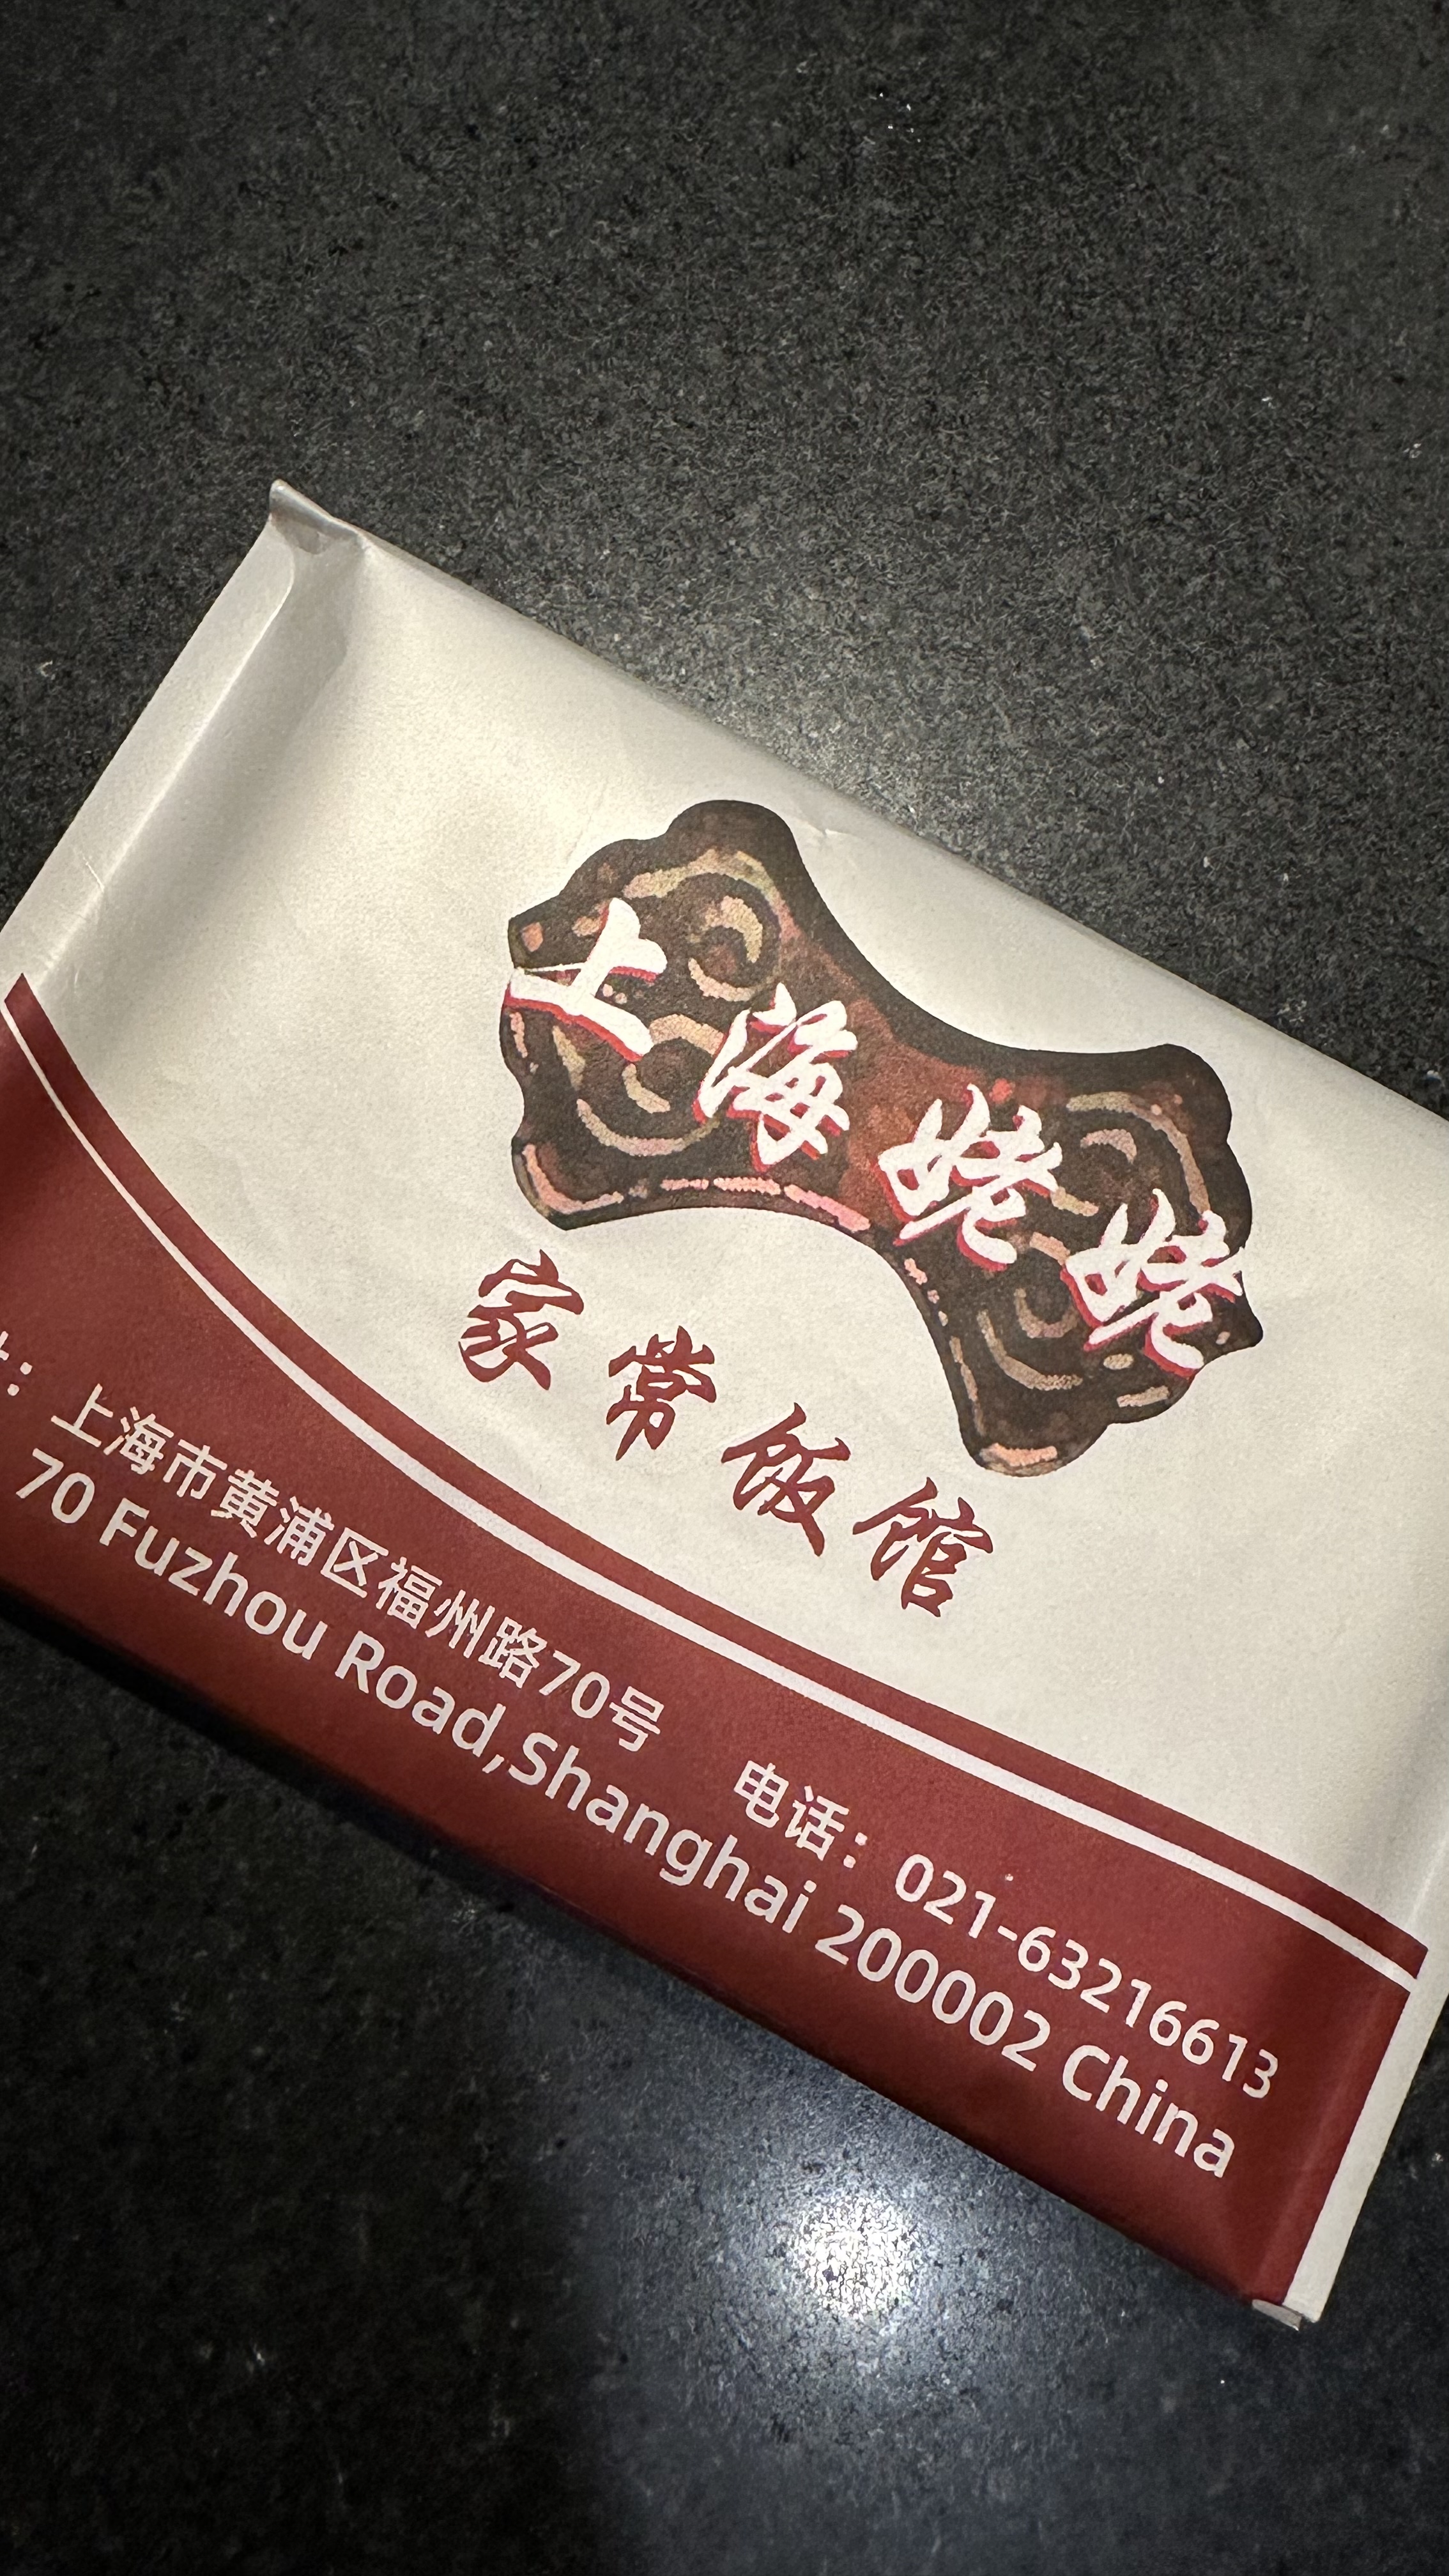 上海姥姥
家常饭馆
址：上海市黄浦区福州路70号 电话：021-63216613
70 Fuzhou Road,Shanghai 200002 China